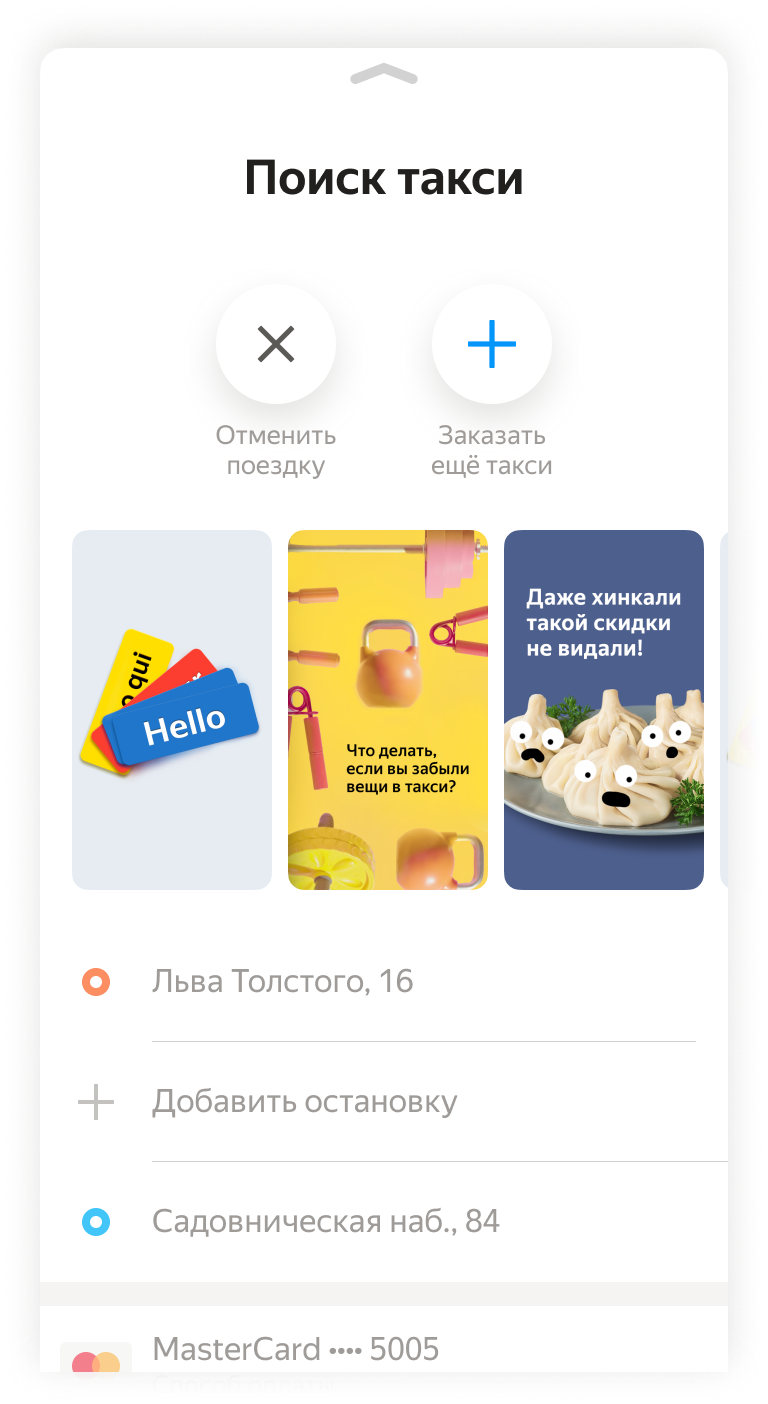 Поиск такси
Отменить
поездку
Заказать
ещё такси
qui
Hello
Что делать,
если вы забыли
вещи в такси?
Даже хинкали
такой скидки
не видали!
Льва Толстого, 16
Добавить остановку
Садовническая наб., 84
MasterCard •••• 5005